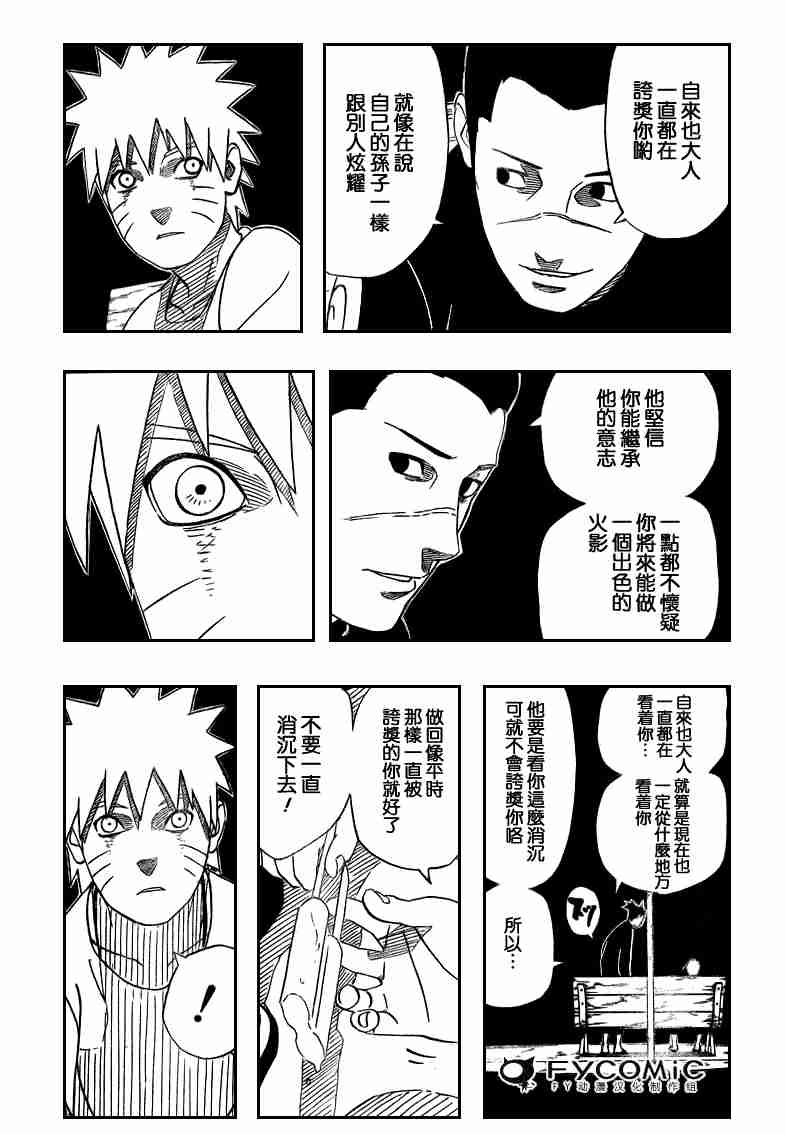 自來也大人
一直都在
誇獎你喲
就像在說
自己的孫子一樣
跟別人炫耀
他堅信
你能繼承
他的意志
一點都不懷疑
你將來能做
一個出色的
火影
自來也大人
一直都在
看着你…
就算是現在也
一定從什麼地方
看着你
他要是看你這麼消沉
可就不會誇獎你咯
所以…
スッ
做回像平時
那樣一直被
誇獎的你就好了
不要一直
消沉下去！
！
FYCOMiC
FY动漫汉化制作组